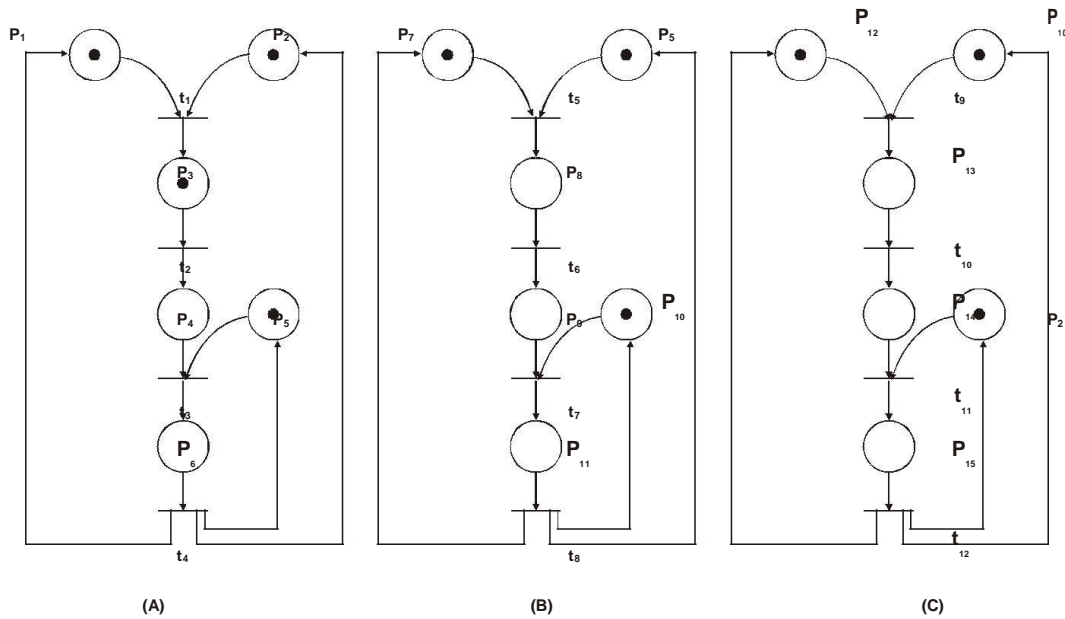 P1 P2 P7 P5 P12 P10
t1 t5 t9
P3 P8 P13
t2 t6 t10
P4 P5 P9 P10 P14 P2
t3 t7 t11
P6 P11 P15
t4 t8 t12
(A) (B) (C)